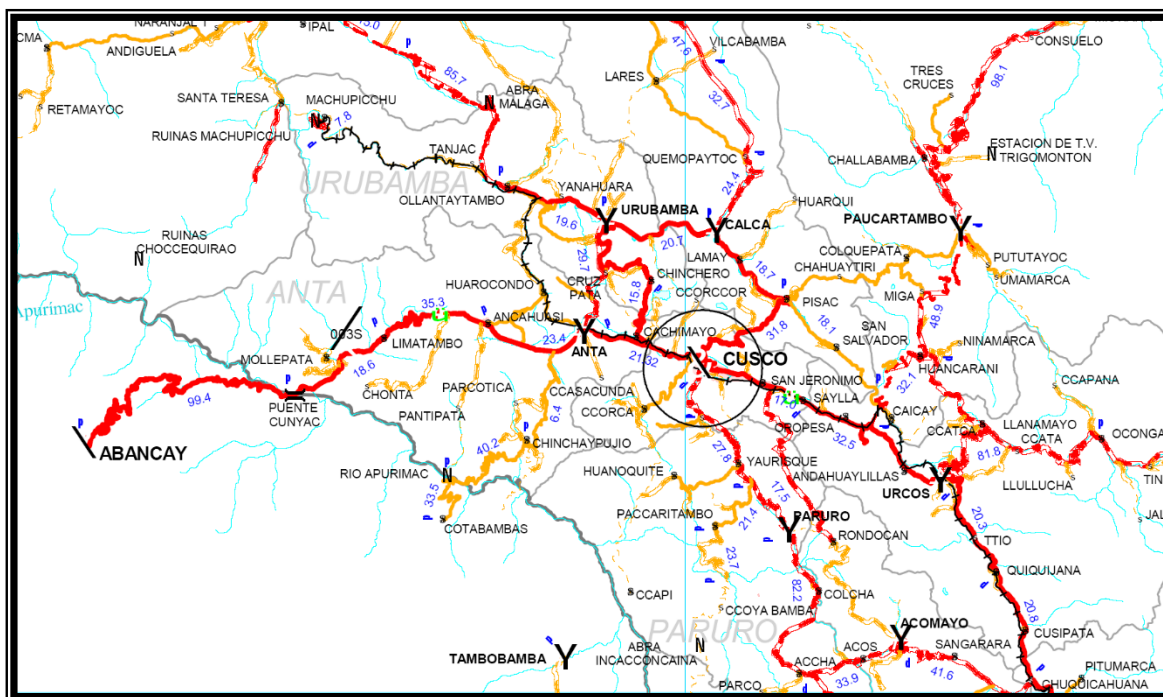 NARANJAL T
CMA
ANDIGUELA
IPAL
15.0
p
85.7
RETAMAYOC
SANTA TERESA
MACHUPICCHU
RUINAS MACHUPICCHU
7.8
ABRA
MALAGA
TANJAC
URUBAMBA
OLLANTAYTAMBO
YANAHUARA
19.6
URUBAMBA
47.6
VILCABAMBA
LARES
32.7
QUEMOPAYTOC
24.4
HUARQUI
CALCA
20.7
29.7
LAMAY
18.7
CONSUELO
TRES
CRUCES
98.1
ESTACION DE T.V.
TRIGOMONTON
CHALLABAMBA
PAUCARTAMBO
COLQUEPATA
CHAHUAYTIRI
PUTUTAYOC
UMAMARCA
MIGA
48.9
RUINAS
CHOCCEQUIRAO
Apurimac
ANTA
003S
35.3
HUAROCONDO
CRUZ
PATA
CHINCHERO
15.8
CCORCCOR
PISAC
31.8
18.1
SAN
SALVADOR
NINAMARCA
HUANCARANI
32.1
CCAPANA
ANCAHUASI
23.4
ANTA
CACHIMAYO
21.32
CUSCO
LIMATAMBO
MOLLEPATA
18.6
CHONTA
PARCOTICA
PANTIPATA
CCASACUNDA
CCORCA
6.4
SAN JERONIMO
SAYLLA
OROPESA
32.5
CAICAY
CCATCA
LLANAMAYO
CCATA
OCONGA
81.8
LLULLUCHA
TIN
99.4
ABANCAY
PUENTE
CUNYAC
40.2
CHINCHAYPUJIO
RIO APURIMAC
33.5
COTABAMBAS
HUANOQUITE
27.8
YAURISQUE
17.5
ANDAHUAYLILLAS
URCOS
20.3
JAL
PACCARITAMBO
21.4
23.7
PARURO
RONDOCAN
TTIO
QUIQUIJANA
20.8
CCAPI
CCOYA BAMBA
82.2
COLCHA
PARURO
ACOMAYO
CUSIPATA
TAMBOBAMBA
ABRA
INCACCONCAINA
ACCHA
ACOS
SANGARARA
PARCO
33.9
41.6
PITUMARCA
CHUQUICAHUANA